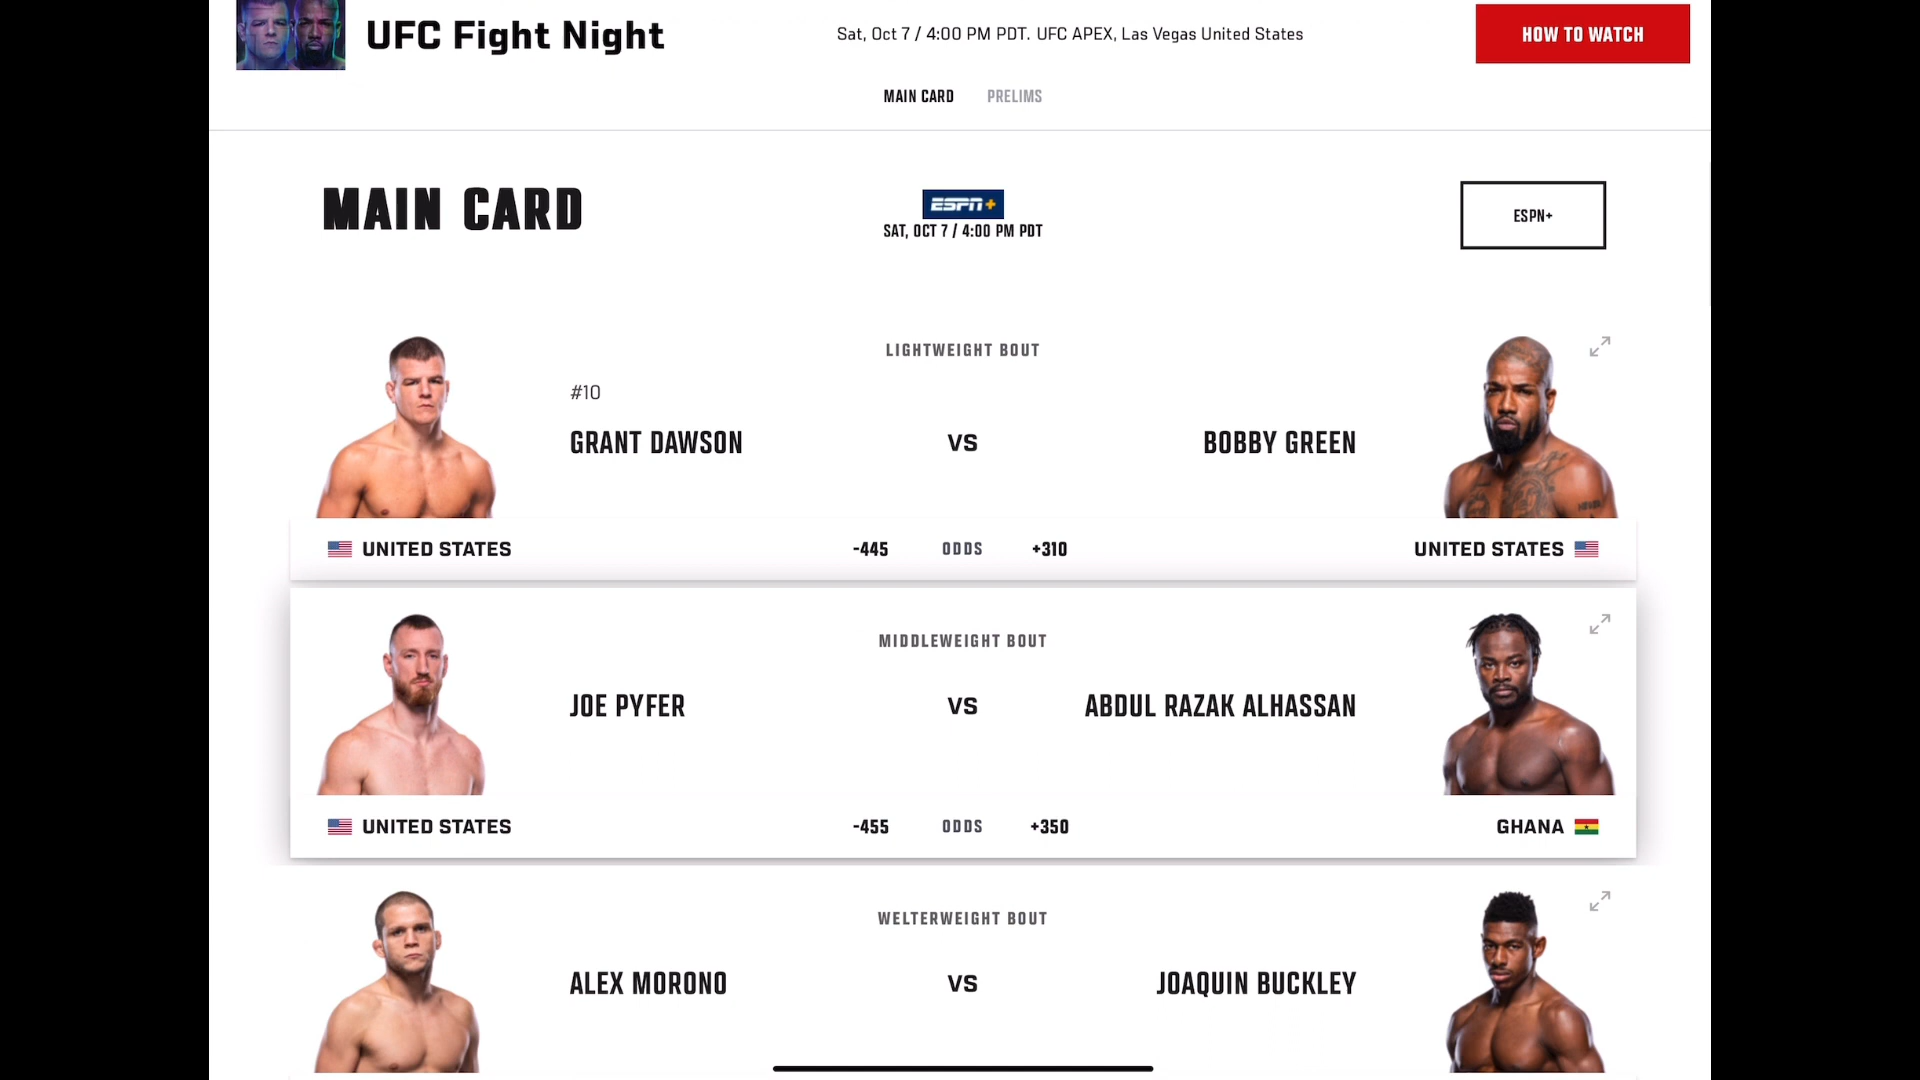 UFC Fight Night
Sat, Oct 7 / 4:00 PM PDT. UFC APEX, Las Vegas United States
HOW TO WATCH
MAIN CARD PRELIMS
MAIN CARD
ESPN+
SAT, OCT 7 / 4:00 PM PDT
ESPN+
LIGHTWEIGHT BOUT
#10
GRANT DAWSON VS BOBBY GREEN
UNITED STATES -445 ODDS +310 UNITED STATES
MIDDLEWEIGHT BOUT
JOE PYFER VS ABDUL RAZAK ALHASSAN
UNITED STATES -455 ODDS +350 GHANA
WELTERWEIGHT BOUT
ALEX MORONO VS JOAQUIN BUCKLEY